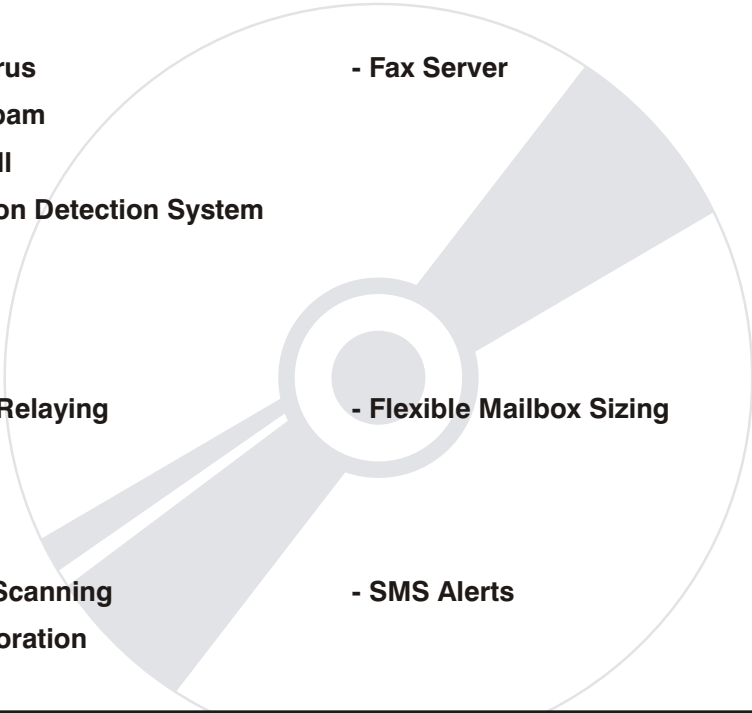 rus - Fax Server
pam
ll
on Detection System
Relaying - Flexible Mailbox Sizing
Scanning - SMS Alerts
oration